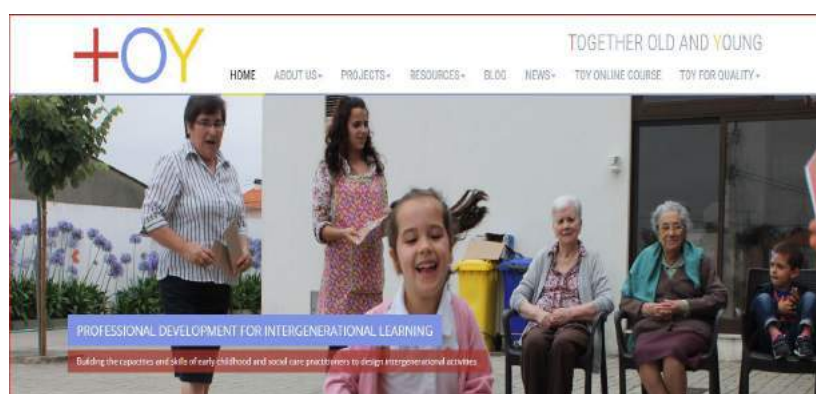 TOY
TOGETHER OLD AND YOUNG
HOME ABOUT US PROJECTS RESOURCES BLOG NEWS TOY ONLINE COURSE TOY FOR QUALITY
PROFESSIONAL DEVELOPMENT FOR INTERGENERATIONAL LEARNING
Building the capacities and skills of early childhood and social care practitioners to design intergenerational activities